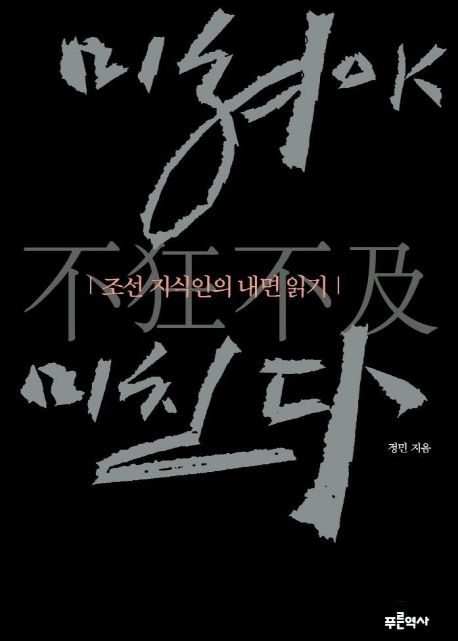 미쳐야
不狂不及
| 조선 지식인의 내면 읽기 |
미친다
정민 지음
푸른역사